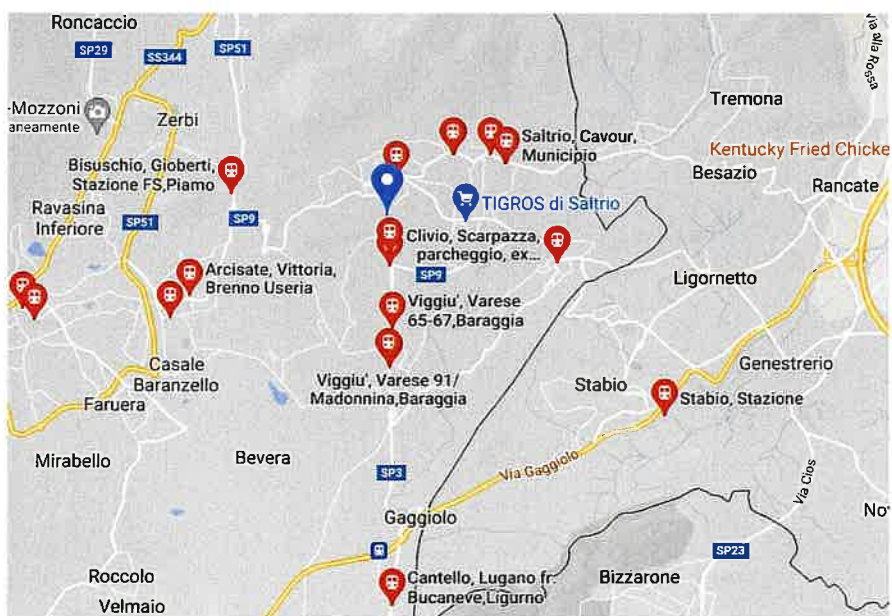 Roncaccio
SP29
SP51
SS344
Via alla
Rossa
-Mozzoni
aneamente
Zerbi
Tremona
Saltrio, Cavour,
Municipio
Kentucky Fried Chicke
Bisuschio, Gioberti,
Stazione FS,Piamo
Besazio
Rancate
Ravasina
Inferiore
SP51
SP9
TIGROS di Saltrio
Clivio, Scarpazza,
parcheggio, ex...
SP9
Arcisate, Vittoria,
Brenno Useria
Ligornetto
Viggiu', Varese
65-67,Baraggia
Casale
Baranzello
Genestrerio
Viggiu', Varese 91/
Madonnina,Baraggia
Stabio
Stabio, Stazione
Faruera
Mirabello
Bevera
SP3
Via Gaggiolo
Via Cios
Gaggiolo
No
SP23
Roccolo
Cantello, Lugano fr.
Bucaneve,Ligurno
Bizzarone
Velmaio